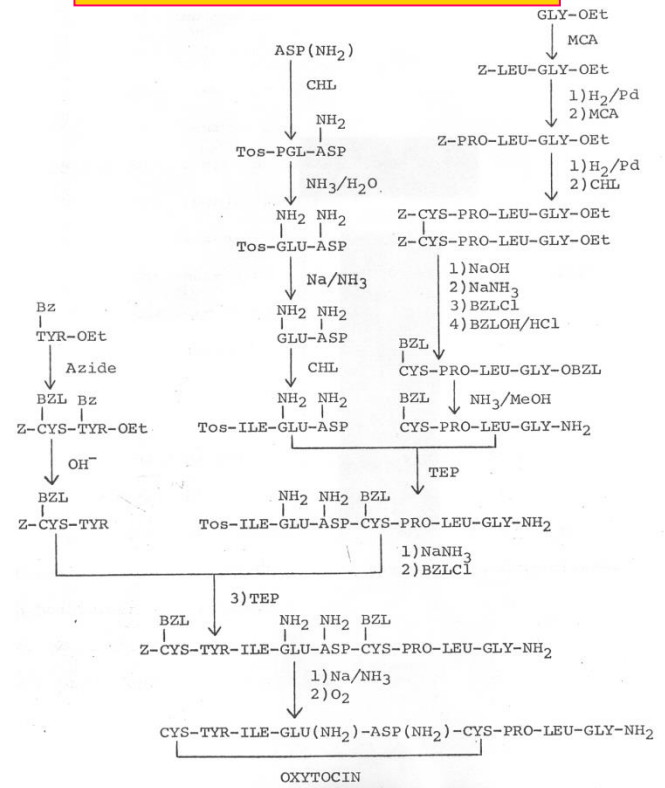 GLY-OEt
MCA
Z-LEU-GLY-OEt
1)H2/Pd
2)MCA
Z-PRO-LEU-GLY-OEt
1)H2/Pd
2)CHL
Z-CYS-PRO-LEU-GLY-OEt
Z-CYS-PRO-LEU-GLY-OEt
1)NaOH
2)NaNH3
3)BZLCl
4)BZLOH/HCl
BZL
CYS-PRO-LEU-GLY-OBZL
NH3/MeOH
BZL
CYS-PRO-LEU-GLY-NH2
ASP(NH2)
CHL
NH2
Tos-PGL-ASP
NH3/H2O
NH2 NH2
Tos-GLU-ASP
Na/NH3
NH2 NH2
GLU-ASP
CHL
NH2 NH2
Tos-ILE-GLU-ASP
TEP
NH2 NH2 BZL
Tos-ILE-GLU-ASP-CYS-PRO-LEU-GLY-NH2
Bz
TYR-OEt
Azide
BZL Bz
Z-CYS-TYR-OEt
OH−
BZL
Z-CYS-TYR
1)NaNH3
2)BZLCl
3)TEP
BZL NH2 NH2 BZL
Z-CYS-TYR-ILE-GLU-ASP-CYS-PRO-LEU-GLY-NH2
1)Na/NH3
2)O2
CYS-TYR-ILE-GLU(NH2)-ASP(NH2)-CYS-PRO-LEU-GLY-NH2
OXYTOCIN